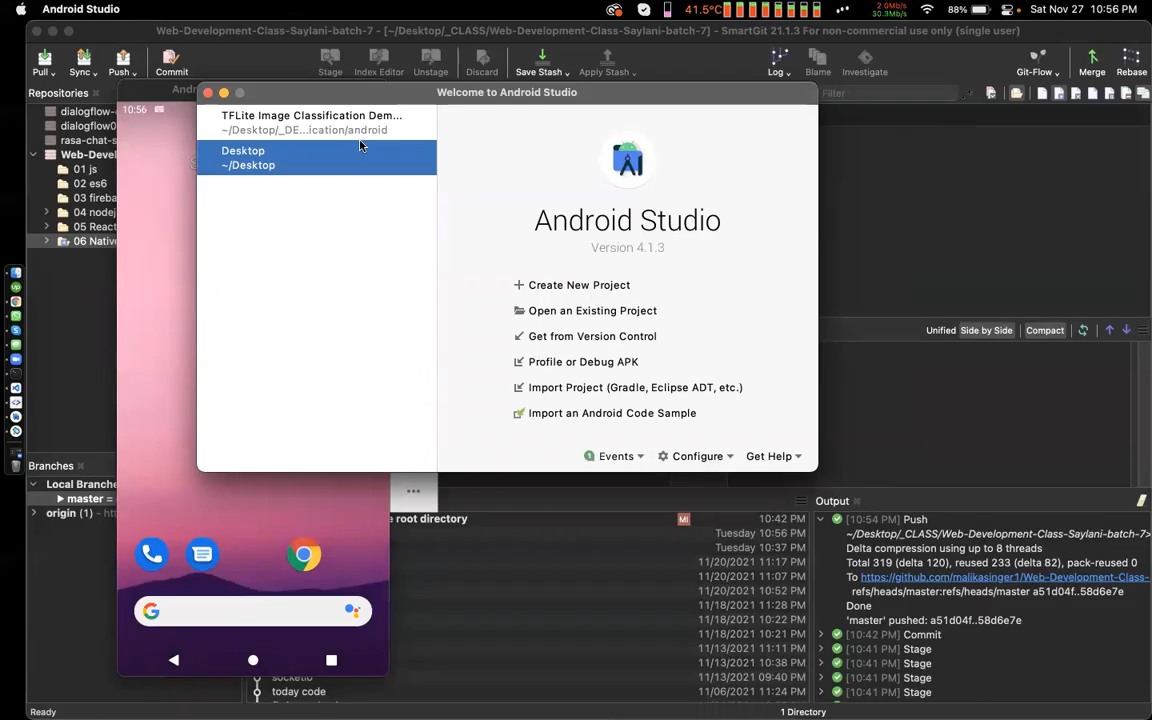 Android Studio
41.5°C
2.0Mb/s
30.3Mb/s
88%
Sat Nov 27 10:56 PM
Web-Development-Class-Saylani-batch-7 - [~/Desktop/_CLASS/Web-Development-Class-Saylani-batch-7] - SmartGit 21.1.3 For non-commercial use only (single user)
Pull
Sync
Push
Commit
Stage
Index Editor
Unstage
Discard
Save Stash
Apply Stash
Log
Blame
Investigate
Git-Flow
Merge
Rebase
Repositories
Andr
Welcome to Android Studio
Filter
dialogflow-
dialogflow0
rasa-chat-s
Web-Devel
01 js
02 es6
03 fireba
04 nodej
05 React
06 Nativ
10:56
TFLite Image Classification Dem...
~/Desktop/_DE...ication/android
Desktop
~/Desktop
Android Studio
Version 4.1.3
Create New Project
Open an Existing Project
Get from Version Control
Profile or Debug APK
Import Project (Gradle, Eclipse ADT, etc.)
Import an Android Code Sample
1 Events
Configure
Get Help
Unified
Side by Side
Compact
Branches
Local Branche
master =
origin (1) - htt
e root directory
MI
10:42 PM
Tuesday 10:56 PM
Tuesday 10:37 PM
11/20/2021 11:17 PM
11/20/2021 11:07 PM
11/20/2021 10:52 PM
11/18/2021 11:28 PM
11/18/2021 10:22 PM
11/18/2021 10:21 PM
11/13/2021 11:11 PM
11/13/2021 10:38 PM
socketio
11/13/2021 09:40 PM
today code
11/06/2021 11:24 PM
Output
[10:54 PM] Push
~/Desktop/_CLASS/Web-Development-Class-Saylani-batch-7>
Delta compression using up to 8 threads
Total 319 (delta 120), reused 233 (delta 82), pack-reused 0
To https://github.com/malikasinger1/Web-Development-Class-
refs/heads/master:refs/heads/master a51d04f..58d6e7e
Done
'master' pushed: a51d04f..58d6e7e
[10:42 PM] Commit
[10:41 PM] Stage
[10:41 PM] Stage
[10:41 PM] Stage
[10:41 PM] Stage
Ready
1 Directory